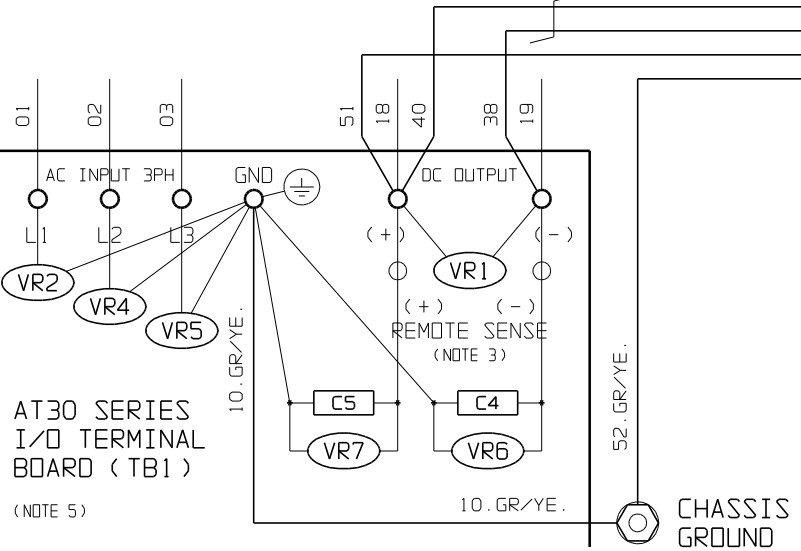 01
02
03
51
18
40
38
19
AC INPUT 3PH
GND
DC OUTPUT
L1
L2
L3
(+)
(-)
VR2
VR4
VR5
VR1
(+)
(-)
REMOTE SENSE
(NOTE 3)
10.GR/YE.
52.GR/YE.
C5
C4
VR7
VR6
AT30 SERIES
I/O TERMINAL
BOARD (TB1)
(NOTE 5)
10.GR/YE.
CHASSIS
GROUND